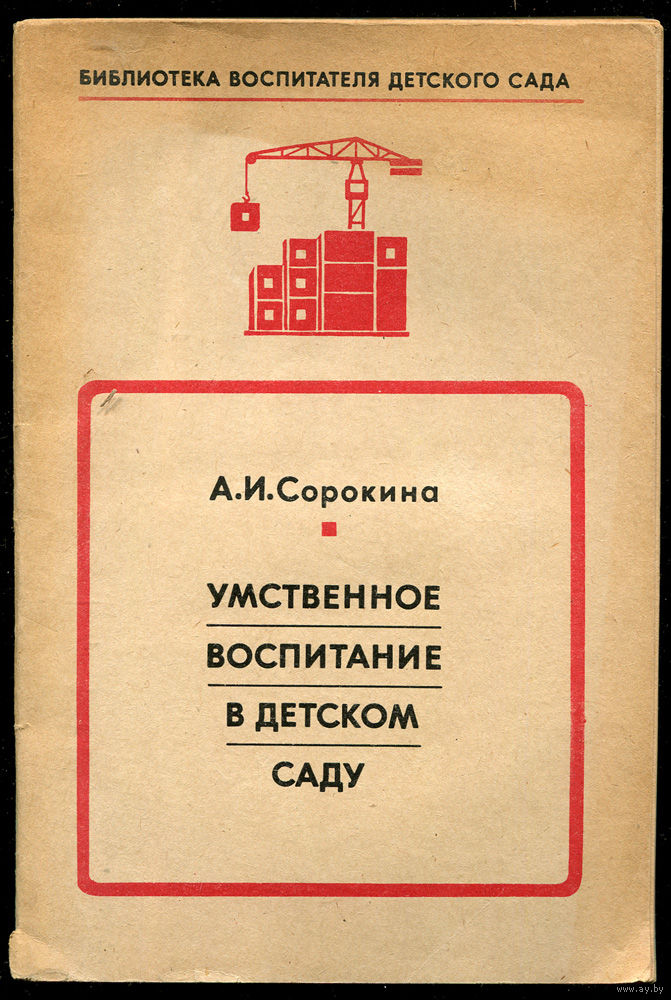 БИБЛИОТЕКА ВОСПИТАТЕЛЯ ДЕТСКОГО САДА
А.И.Сорокина
УМСТВЕННОЕ
ВОСПИТАНИЕ
В ДЕТСКОМ
САДУ
www.ay.by